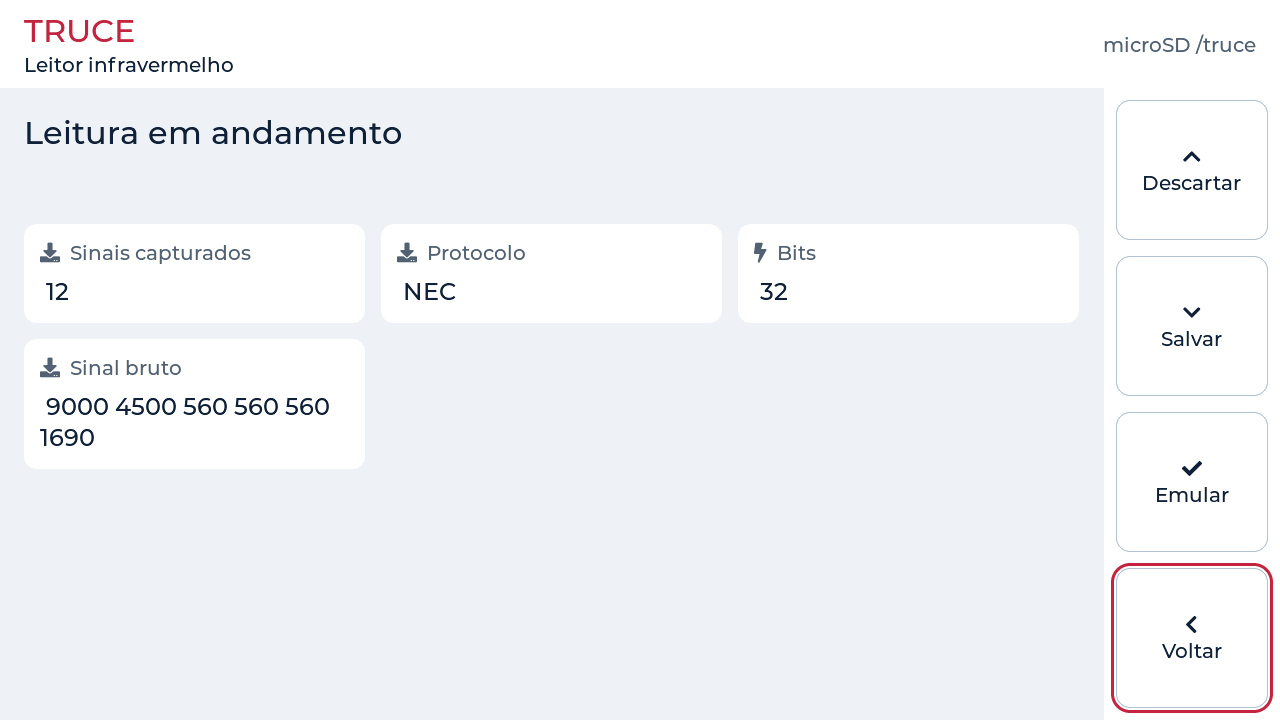 TRUCE
Leitor infravermelho
microSD /truce
Leitura em andamento
Sinais capturados
12
Protocolo
NEC
Bits
32
Sinal bruto
9000 4500 560 560 560
1690
Descartar
Salvar
Emular
Voltar